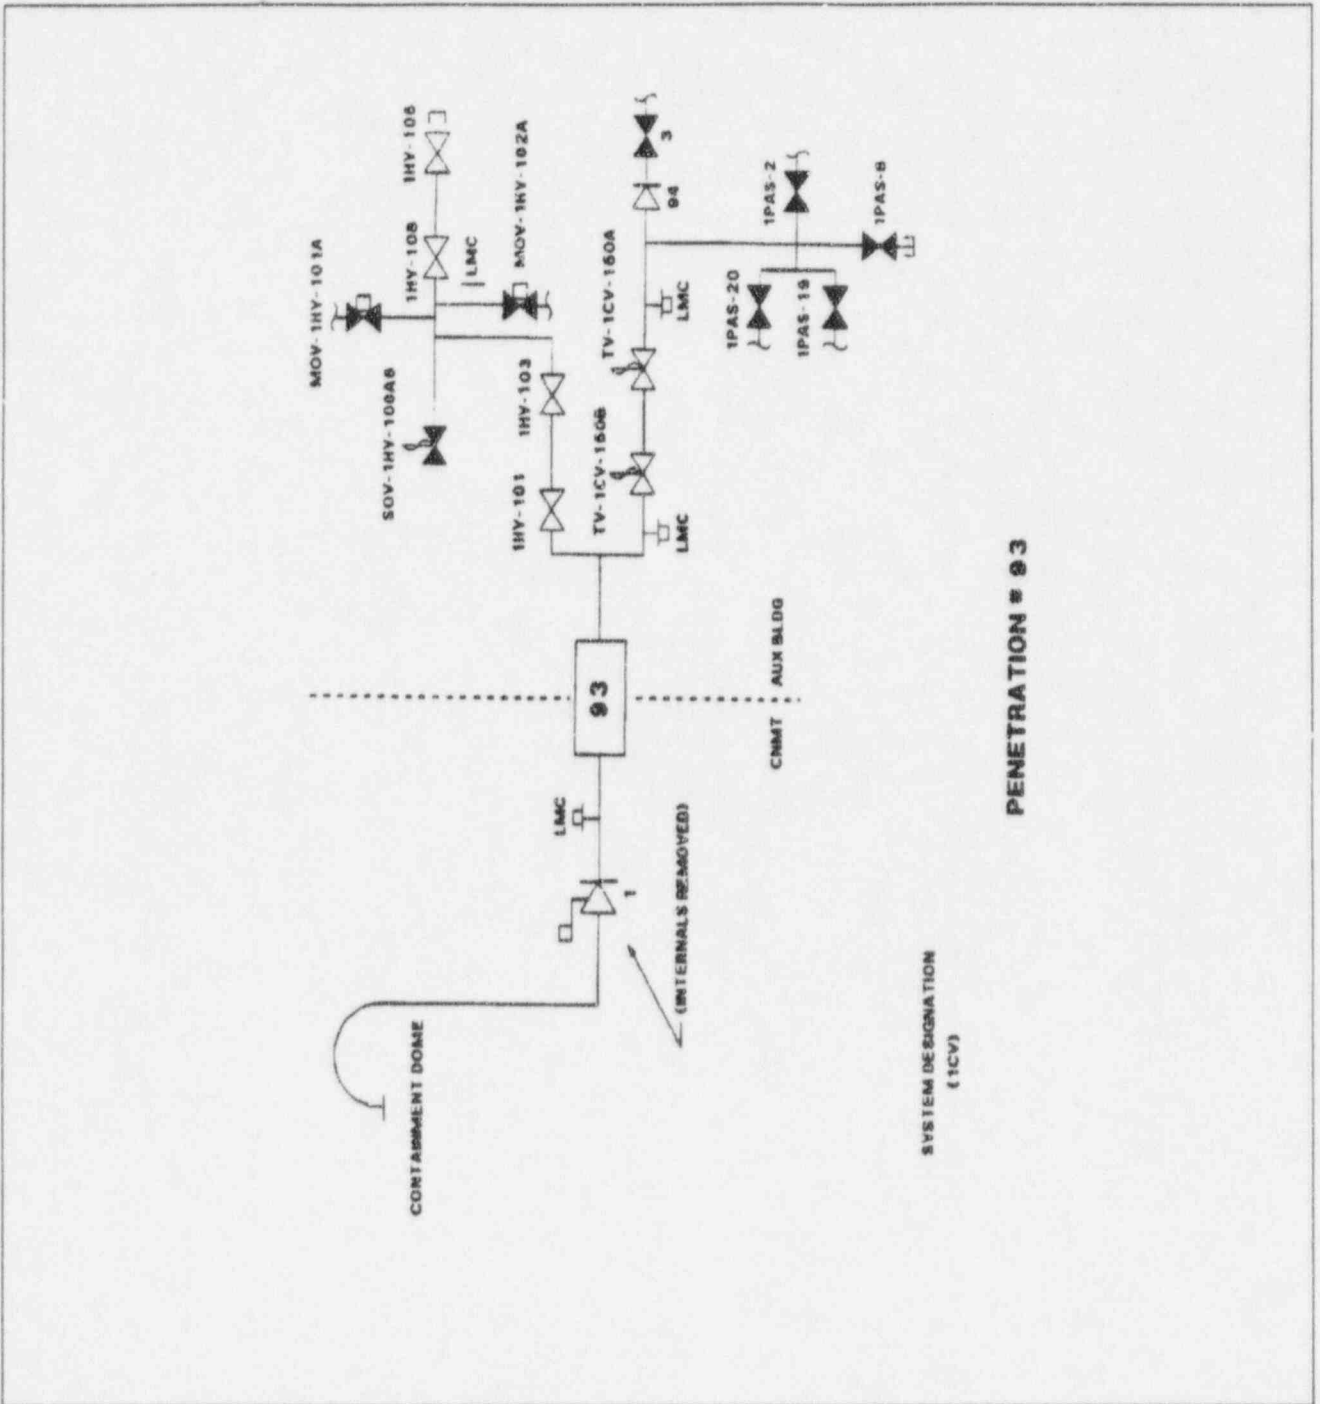 MOV-1HY-101A
1HY-106
1HY-108
LMC
MOV-1HY-102A
SOV-1HY-100A6
1HY-103
1HY-101
TV-1CV-150A
TV-1CV-150B
LMC
LMC
94
3
1PAS-2
1PAS-8
1PAS-20
1PAS-19
93
CNMT
AUX BLDG
LMC
1
(INTERNALS REMOVED)
CONTAINMENT DOME
SYSTEM DESIGNATION
(1CV)
PENETRATION # 93